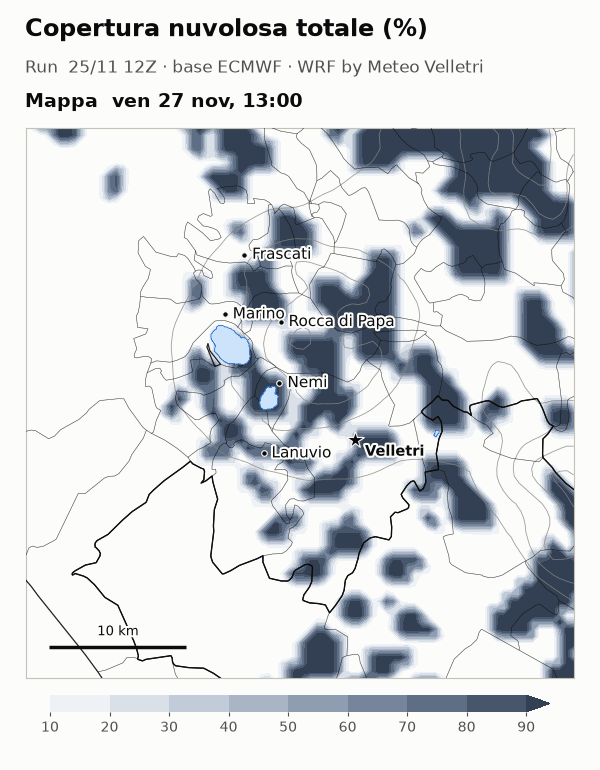 Copertura nuvolosa totale (%)
Run  25/11 12Z · base ECMWF · WRF by Meteo Velletri
Mappa  ven 27 nov, 13:00
Frascati
Marino
Rocca di Papa
Nemi
Velletri
Lanuvio
10 km
10 20 30 40 50 60 70 80 90